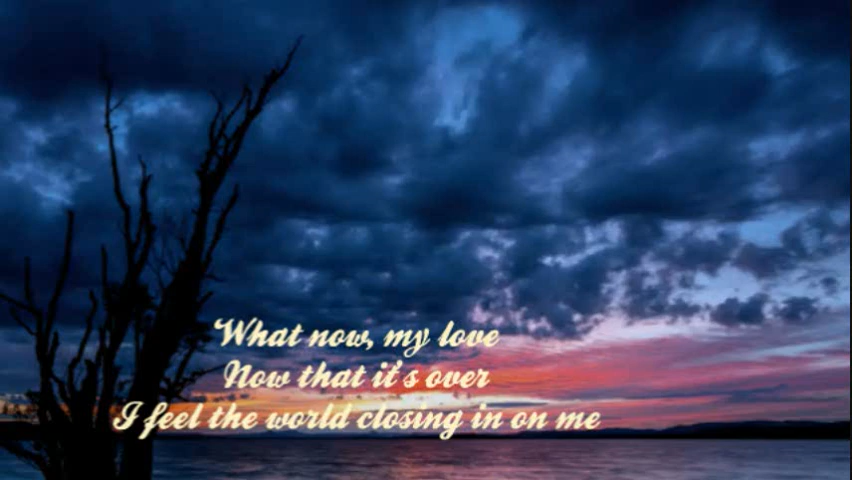 What now, my love
Now that it's over
I feel the world closing in on me